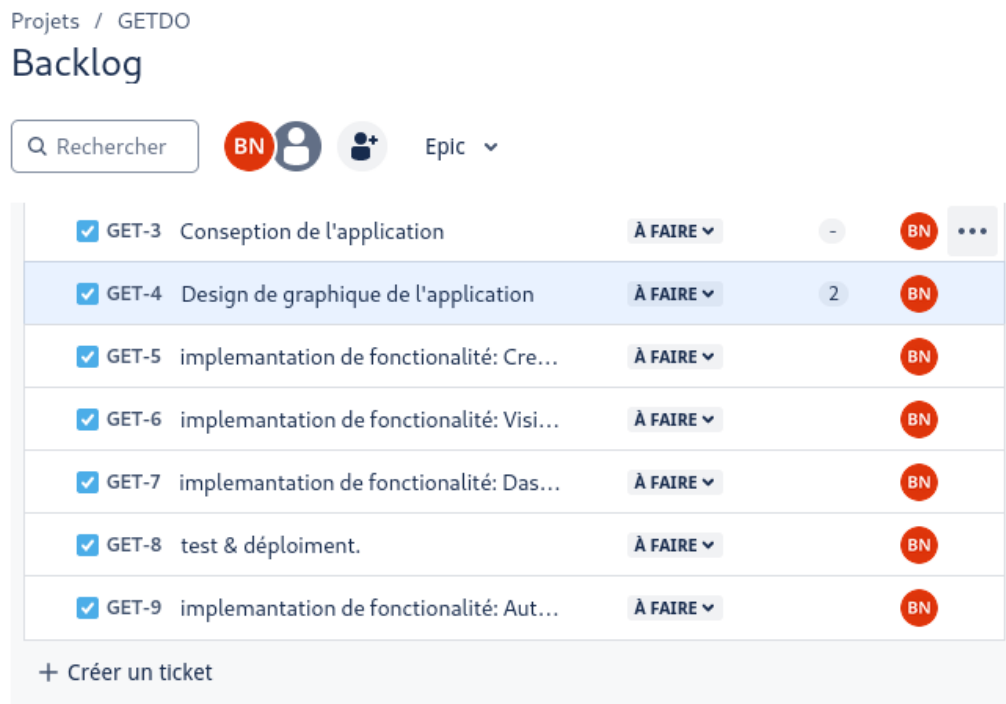 Projets / GETDO
Backlog
Rechercher BN Epic
GET-3 Conseption de l'application À FAIRE - BN ...
GET-4 Design de graphique de l'application À FAIRE 2 BN
GET-5 implemantation de fonctionalité: Cre... À FAIRE BN
GET-6 implemantation de fonctionalité: Visi... À FAIRE BN
GET-7 implemantation de fonctionalité: Das... À FAIRE BN
GET-8 test & déploiment. À FAIRE BN
GET-9 implemantation de fonctionalité: Aut... À FAIRE BN
+ Créer un ticket